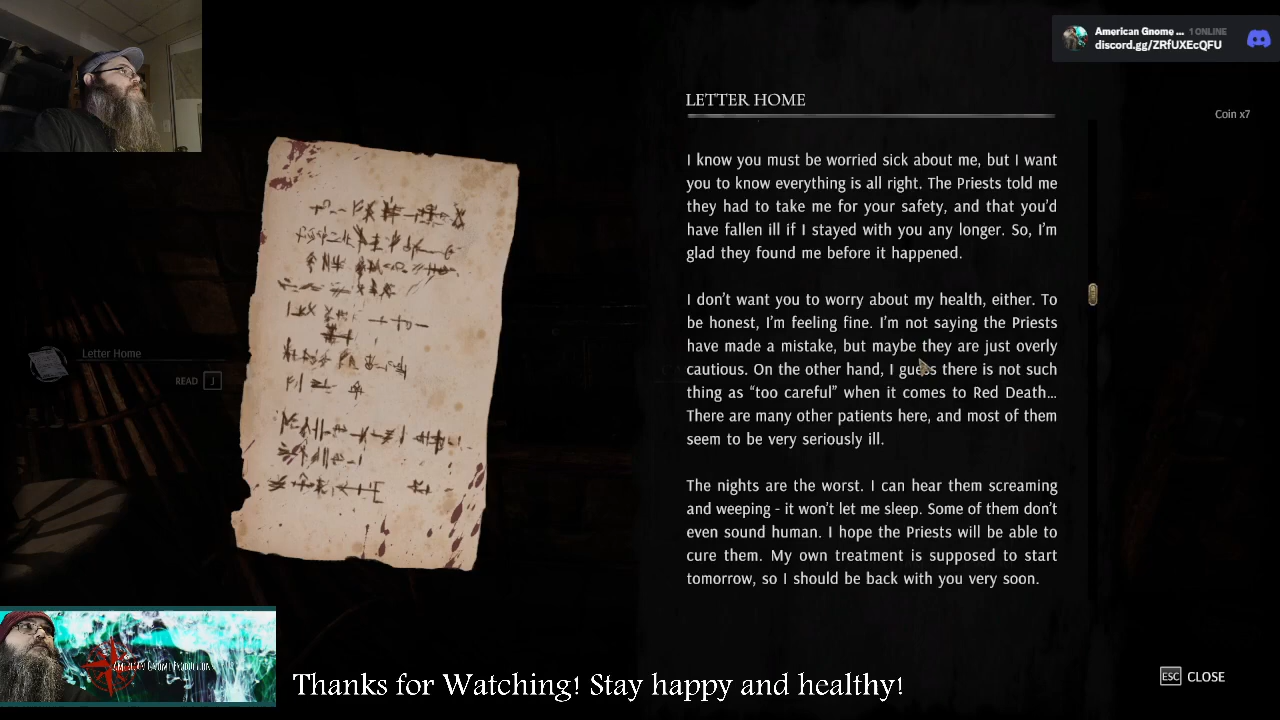 American Gnome ... 1 ONLINE
discord.gg/ZRfUXEcQFU
LETTER HOME
Coin x7
I know you must be worried sick about me, but I want
you to know everything is all right. The Priests told me
they had to take me for your safety, and that you'd
have fallen ill if I stayed with you any longer. So, I'm
glad they found me before it happened.
I don't want you to worry about my health, either. To
be honest, I'm feeling fine. I'm not saying the Priests
have made a mistake, but maybe they are just overly
cautious. On the other hand, I guess there is not such
thing as “too careful” when it comes to Red Death...
There are many other patients here, and most of them
seem to be very seriously ill.
The nights are the worst. I can hear them screaming
and weeping - it won't let me sleep. Some of them don't
even sound human. I hope the Priests will be able to
cure them. My own treatment is supposed to start
tomorrow, so I should be back with you very soon.
Letter Home
READ J
American Gnome Productions
Thanks for Watching! Stay happy and healthy!
ESC CLOSE